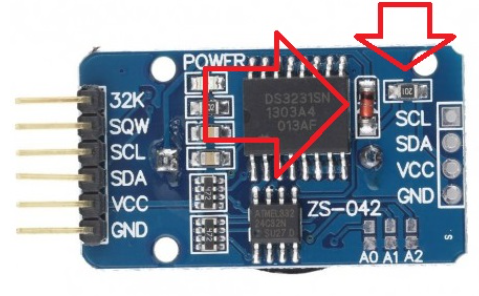 POWER
32K
SQW
SCL
SDA
VCC
GND
DS3231SN
1303A4
013AF
201
SCL
SDA
VCC
GND
ZS-042
A0 A1 A2